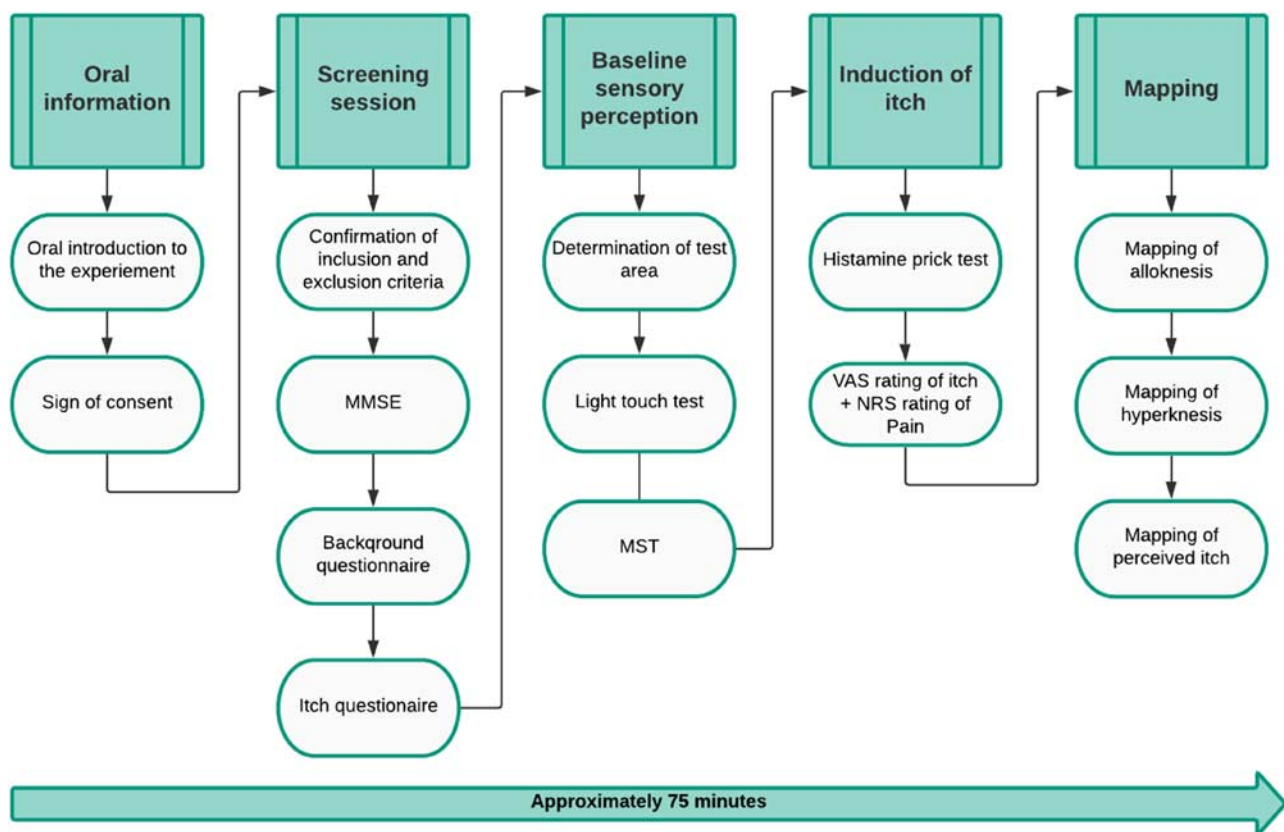 Oral
information
Oral introduction to
the experiement
Sign of consent
Screening
session
Confirmation of
inclusion and
exclusion criteria
MMSE
Backqround
questionnaire
Itch questionaire
Baseline
sensory
perception
Determination of test
area
Light touch test
MST
Induction of
itch
Histamine prick test
VAS rating of itch
+ NRS rating of
Pain
Mapping
Mapping of
alloknesis
Mapping of
hyperknesis
Mapping of
perceived itch
Approximately 75 minutes